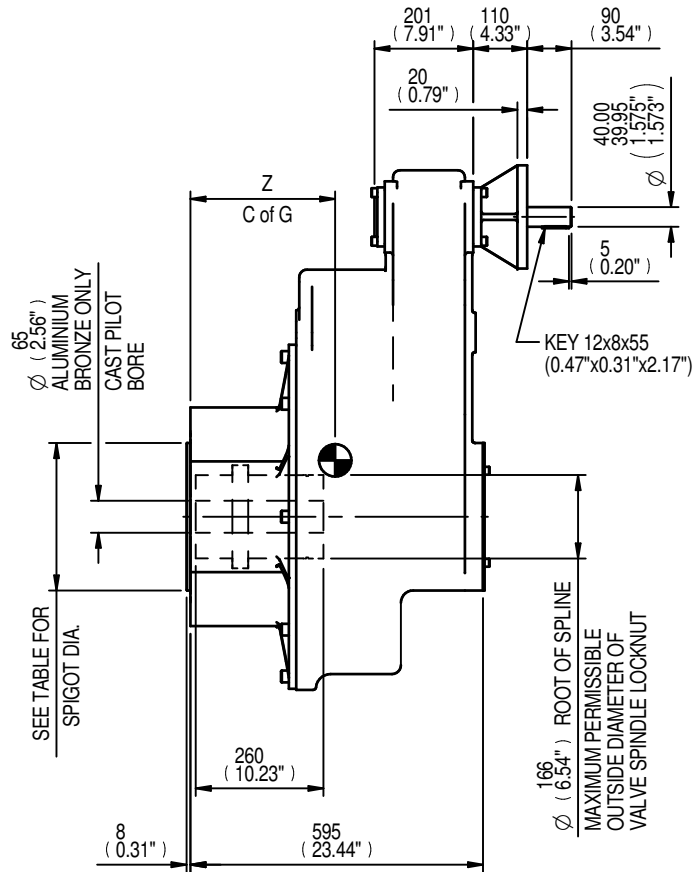 201
( 7.91" )
110
( 4.33" )
90
( 3.54" )
20
( 0.79" )
Ø
40.00
39.95
( 1.575"
1.573" )
Z
C of G
5
( 0.20" )
KEY 12x8x55
(0.47"x0.31"x2.17")
Ø 65
( 2.56" )
ALUMINIUM
BRONZE ONLY
CAST PILOT
BORE
SEE TABLE FOR
SPIGOT DIA.
260
( 10.23" )
Ø 166
( 6.54" ) ROOT OF SPLINE
MAXIMUM PERMISSIBLE
OUTSIDE DIAMETER OF
VALVE SPINDLE LOCKNUT
8
( 0.31" )
595
( 23.44" )